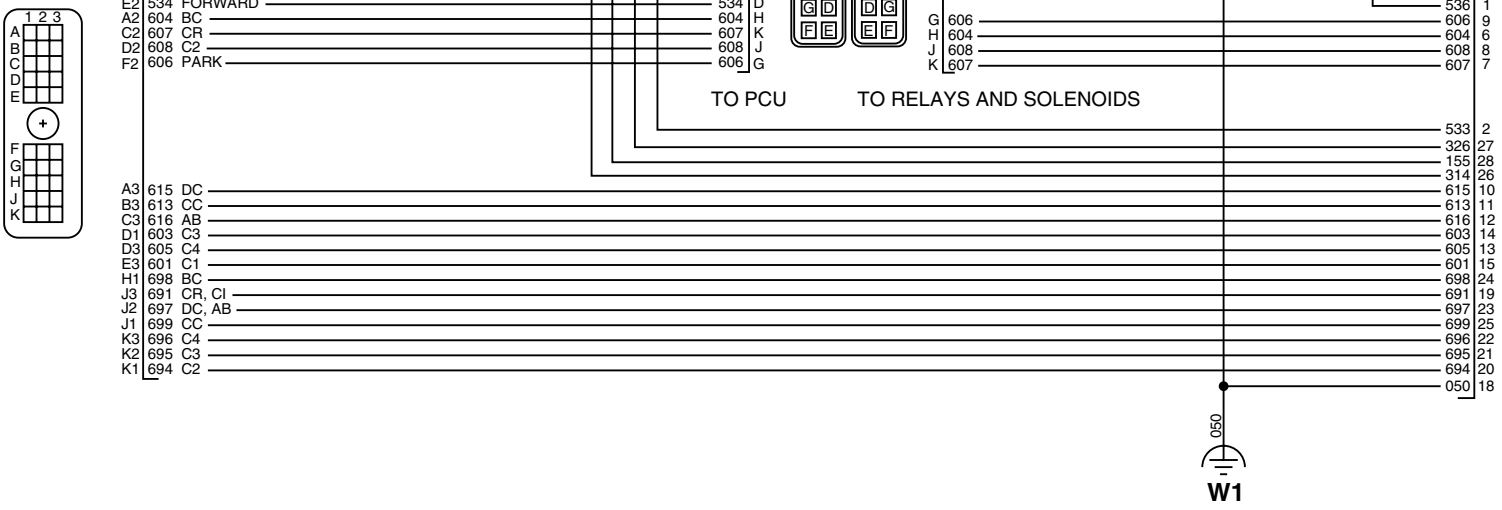 1 2 3
A
B
C
D
E
+
F
G
H
J
K
E2 534 FORWARD 534 D
A2 604 BC 604 H
C2 607 CR 607 K
D2 608 C2 608 J
F2 606 PARK 606 G
G D
F E
D G
E F
536 1
G 606 606 9
H 604 604 6
J 608 608 8
K 607 607 7
TO PCU
TO RELAYS AND SOLENOIDS
533 2
326 27
155 28
314 26
A3 615 DC 615 10
B3 613 CC 613 11
C3 616 AB 616 12
D1 603 C3 603 14
D3 605 C4 605 13
E3 601 C1 601 15
H1 698 BC 698 24
J3 691 CR, CI 691 19
J2 697 DC, AB 697 23
J1 699 CC 699 25
K3 696 C4 696 22
K2 695 C3 695 21
K1 694 C2 694 20
050 18
050
W1